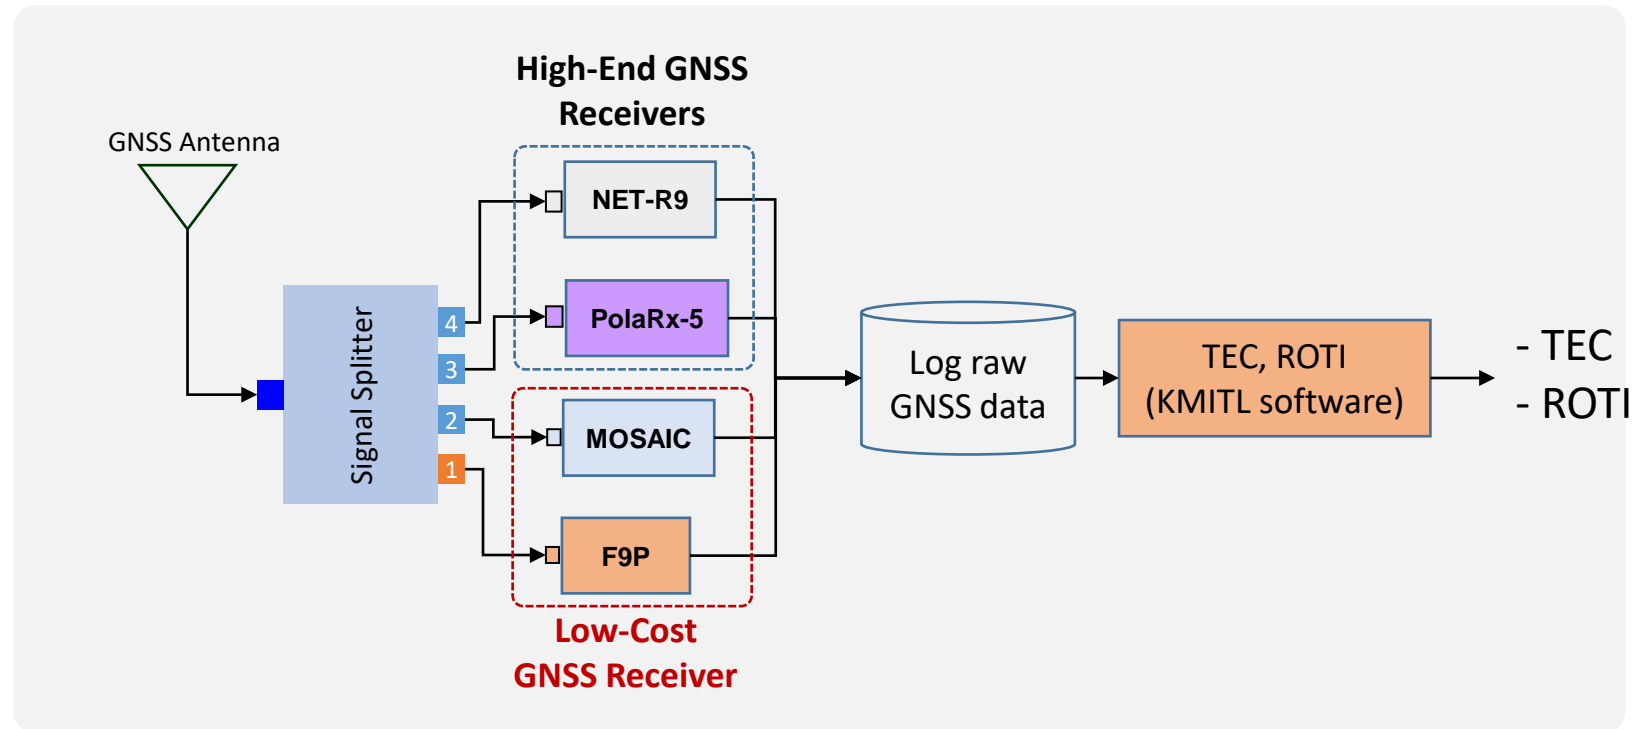 High-End GNSS
Receivers
GNSS Antenna
NET-R9
PolaRx-5
Signal Splitter
4
3
2
1
MOSAIC
F9P
Low-Cost
GNSS Receiver
Log raw
GNSS data
TEC, ROTI
(KMITL software)
- TEC
- ROTI